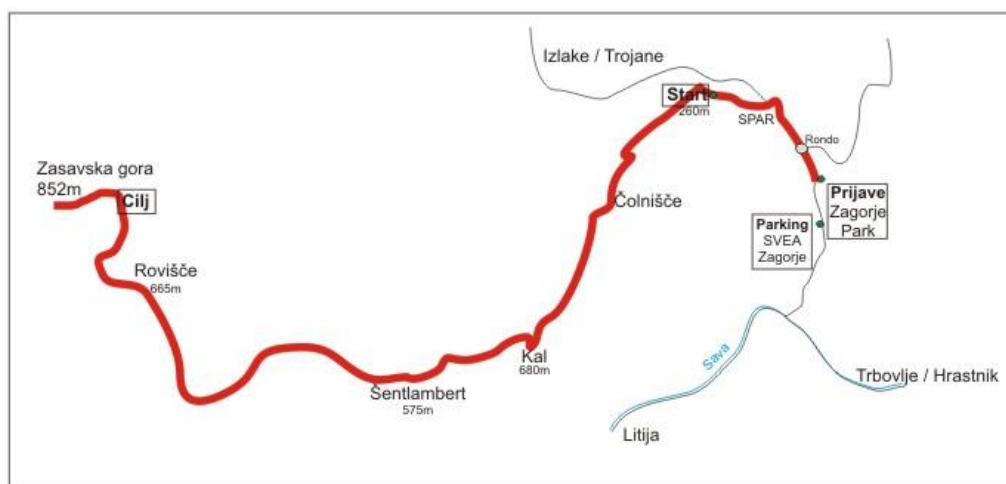 Izlake / Trojane
Start
260m
SPAR
Rondo
Zasavska gora
852m
Cilj
Čolnišče
Prijave
Zagorje
Park
Parking
SVEA
Zagorje
Rovišče
665m
Kal
680m
Šentlambert
575m
Sava
Trbovlje / Hrastnik
Litija